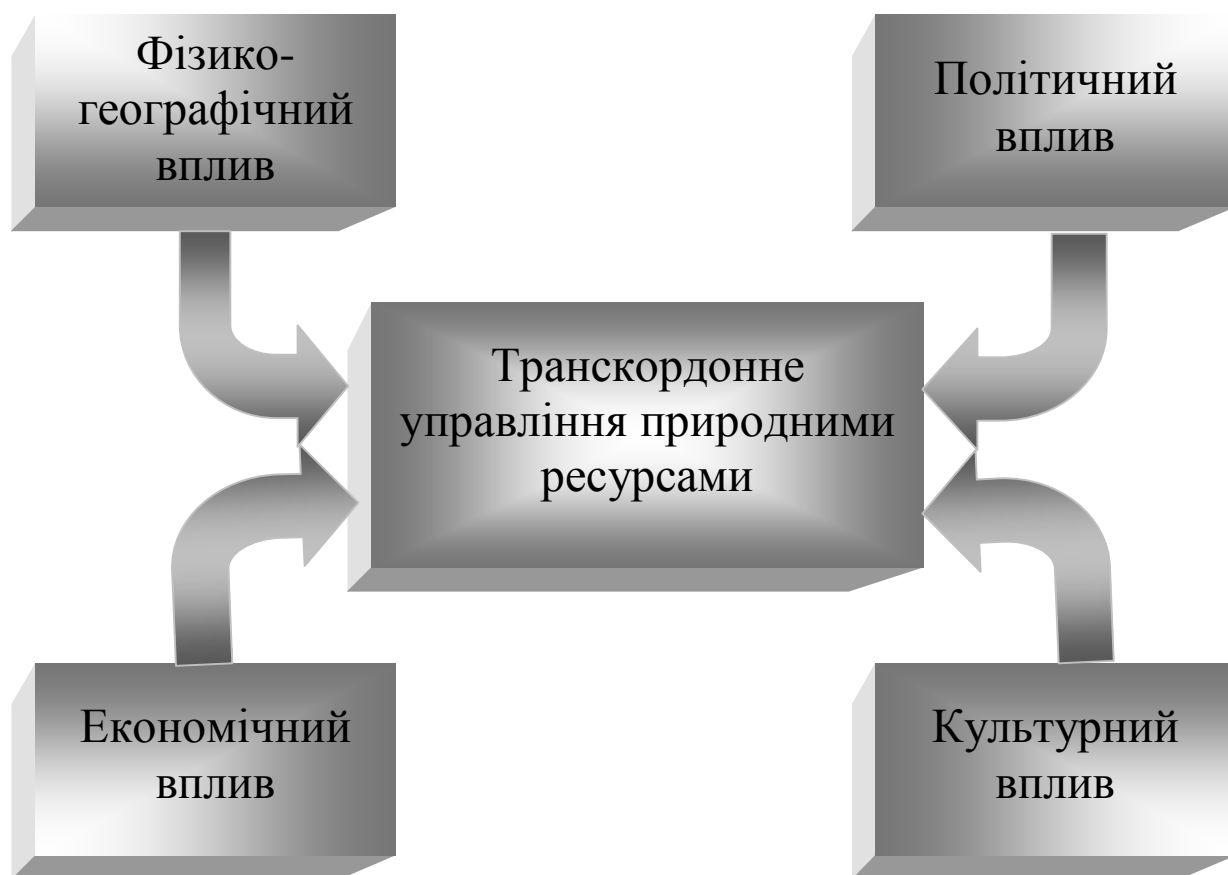 Фізико-
географічний
вплив
Політичний
вплив
Транскордонне
управління природними
ресурсами
Економічний
вплив
Культурний
вплив